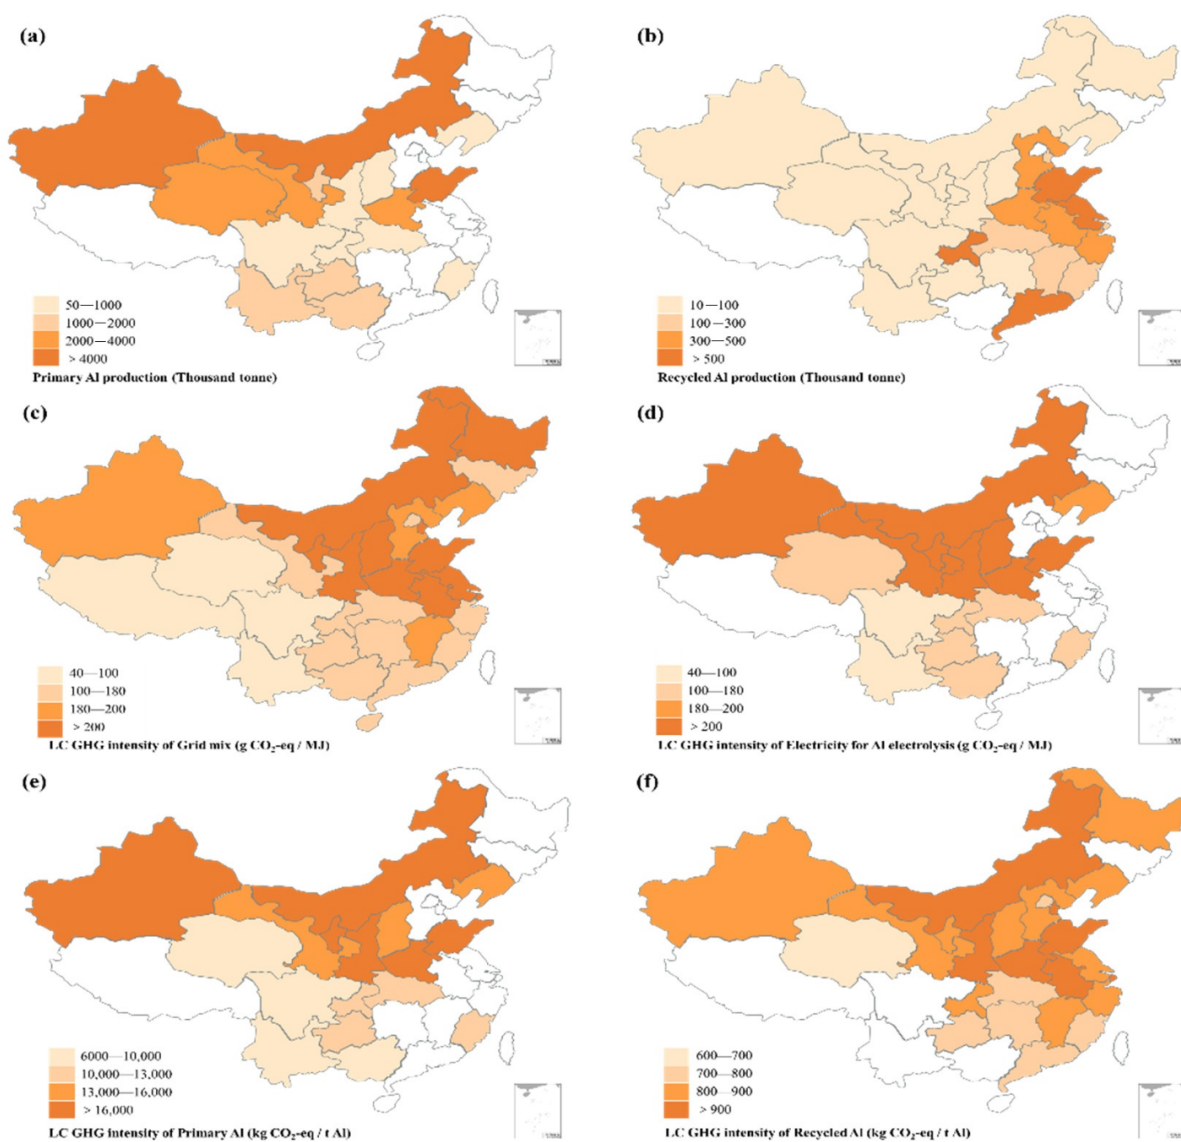 (a)
50—1000
1000—2000
2000—4000
> 4000
Primary Al production (Thousand tonne)
(b)
10—100
100—300
300—500
> 500
Recycled Al production (Thousand tonne)
(c)
40—100
100—180
180—200
> 200
LC GHG intensity of Grid mix (g CO₂-eq / MJ)
(d)
40—100
100—180
180—200
> 200
LC GHG intensity of Electricity for Al electrolysis (g CO₂-eq / MJ)
(e)
6000—10,000
10,000—13,000
13,000—16,000
> 16,000
LC GHG intensity of Primary Al (kg CO₂-eq / t Al)
(f)
600—700
700—800
800—900
> 900
LC GHG intensity of Recycled Al (kg CO₂-eq / t Al)